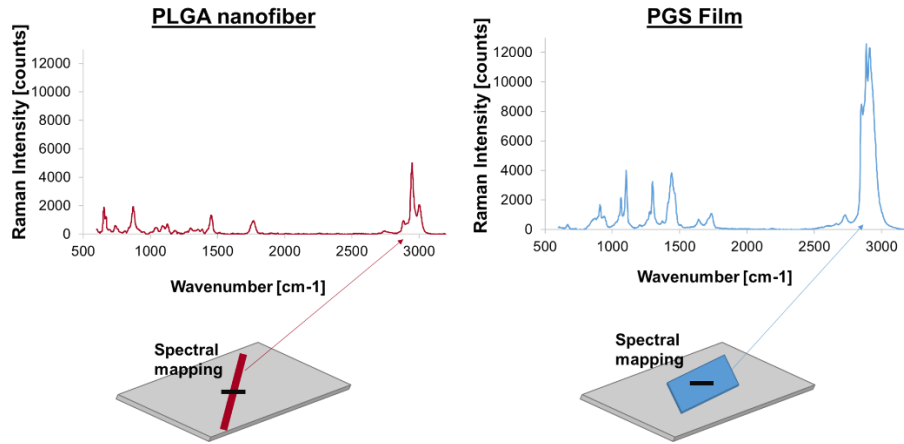 PLGA nanofiber
12000
10000
8000
6000
4000
2000
0
Raman Intensity [counts]
600
1000
1500
2000
2500
3000
Wavenumber [cm-1]
Spectral
mapping
PGS Film
12000
10000
8000
6000
4000
2000
0
Raman Intensity [counts]
500
1000
1500
2000
2500
3000
Wavenumber [cm-1]
Spectral
mapping